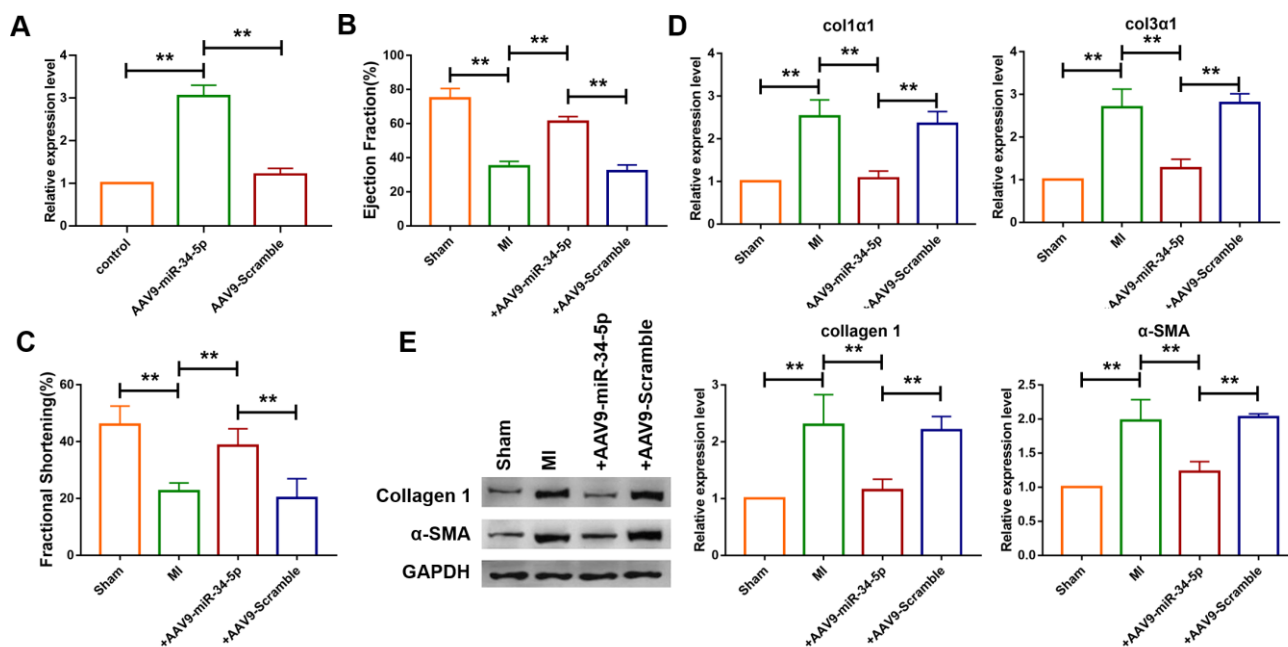 A
Relative expression level
4
3
2
1
0
**
**
control
AAV9-miR-34-5p
AAV9-Scramble
B
Ejection Fraction(%)
100
80
60
40
20
0
**
**
**
Sham
MI
+AAV9-miR-34-5p
+AAV9-Scramble
D
col1α1
Relative expression level
4
3
2
1
0
**
**
**
Sham
MI
AAV9-miR-34-5p
+AAV9-Scramble
col3α1
Relative expression level
4
3
2
1
0
**
**
**
Sham
MI
+AAV9-miR-34-5p
+AAV9-Scramble
C
Fractional Shortening(%)
60
40
20
0
**
**
**
Sham
MI
+AAV9-miR-34-5p
+AAV9-Scramble
E
Sham
MI
+AAV9-miR-34-5p
+AAV9-Scramble
Collagen 1
α-SMA
GAPDH
collagen 1
Relative expression level
3
2
1
0
**
**
**
Sham
MI
+AAV9-miR-34-5p
+AAV9-Scramble
α-SMA
Relative expression level
2.5
2.0
1.5
1.0
0.5
0.0
**
**
**
Sham
MI
+AAV9-miR-34-5p
+AAV9-Scramble